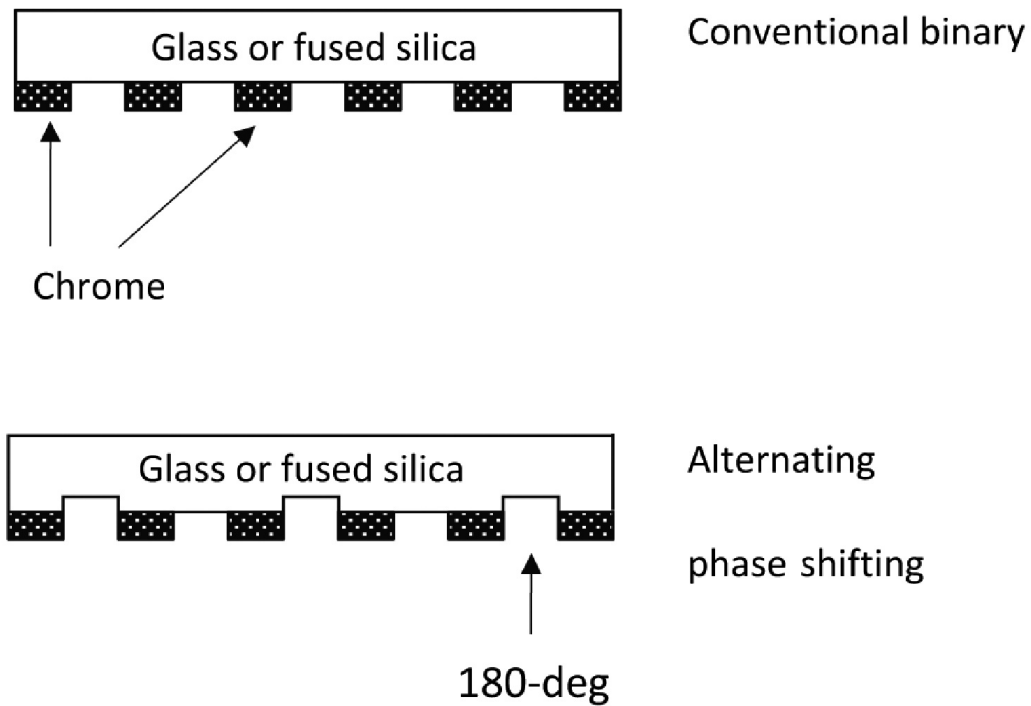 Glass or fused silica
Conventional binary
Chrome
Glass or fused silica
Alternating
phase shifting
180-deg